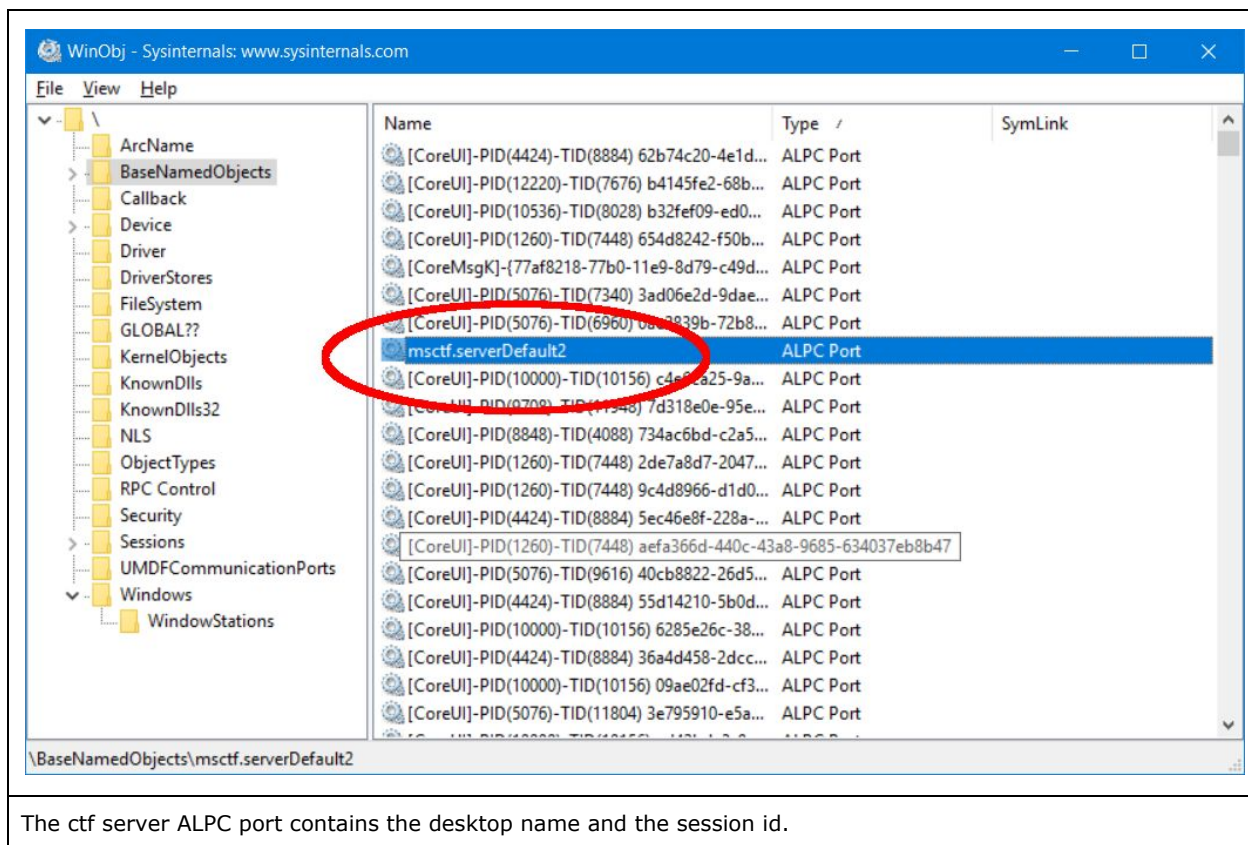 WinObj - Sysinternals: www.sysinternals.com
File View Help
\
ArcName
BaseNamedObjects
Callback
Device
Driver
DriverStores
FileSystem
GLOBAL??
KernelObjects
KnownDlls
KnownDlls32
NLS
ObjectTypes
RPC Control
Security
Sessions
UMDFCommunicationPorts
Windows
WindowStations
Name Type / SymLink
[CoreUI]-PID(4424)-TID(8884) 62b74c20-4e1d... ALPC Port
[CoreUI]-PID(12220)-TID(7676) b4145fe2-68b... ALPC Port
[CoreUI]-PID(10536)-TID(8028) b32fef09-ed0... ALPC Port
[CoreUI]-PID(1260)-TID(7448) 654d8242-f50b... ALPC Port
[CoreMsgK]-{77af8218-77b0-11e9-8d79-c49d... ALPC Port
[CoreUI]-PID(5076)-TID(7340) 3ad06e2d-9dae... ALPC Port
[CoreUI]-PID(5076)-TID(6960) ALPC Port
msctf.serverDefault2 ALPC Port
[CoreUI]-PID(10000)-TID(10156) ALPC Port
7d318e0e-95e... ALPC Port
[CoreUI]-PID(8848)-TID(4088) 734ac6bd-c2a5... ALPC Port
[CoreUI]-PID(1260)-TID(7448) 2de7a8d7-2047... ALPC Port
[CoreUI]-PID(1260)-TID(7448) 9c4d8966-d1d0... ALPC Port
[CoreUI]-PID(4424)-TID(8884) 5ec46e8f-228a-... ALPC Port
[CoreUI]-PID(1260)-TID(7448) aefa366d-440c-43a8-9685-634037eb8b47
[CoreUI]-PID(5076)-TID(9616) 40cb8822-26d5... ALPC Port
[CoreUI]-PID(4424)-TID(8884) 55d14210-5b0d... ALPC Port
[CoreUI]-PID(10000)-TID(10156) 6285e26c-38... ALPC Port
[CoreUI]-PID(4424)-TID(8884) 36a4d458-2dcc... ALPC Port
[CoreUI]-PID(10000)-TID(10156) 09ae02fd-cf3... ALPC Port
[CoreUI]-PID(5076)-TID(11804) 3e795910-e5a... ALPC Port
\BaseNamedObjects\msctf.serverDefault2
The ctf server ALPC port contains the desktop name and the session id.